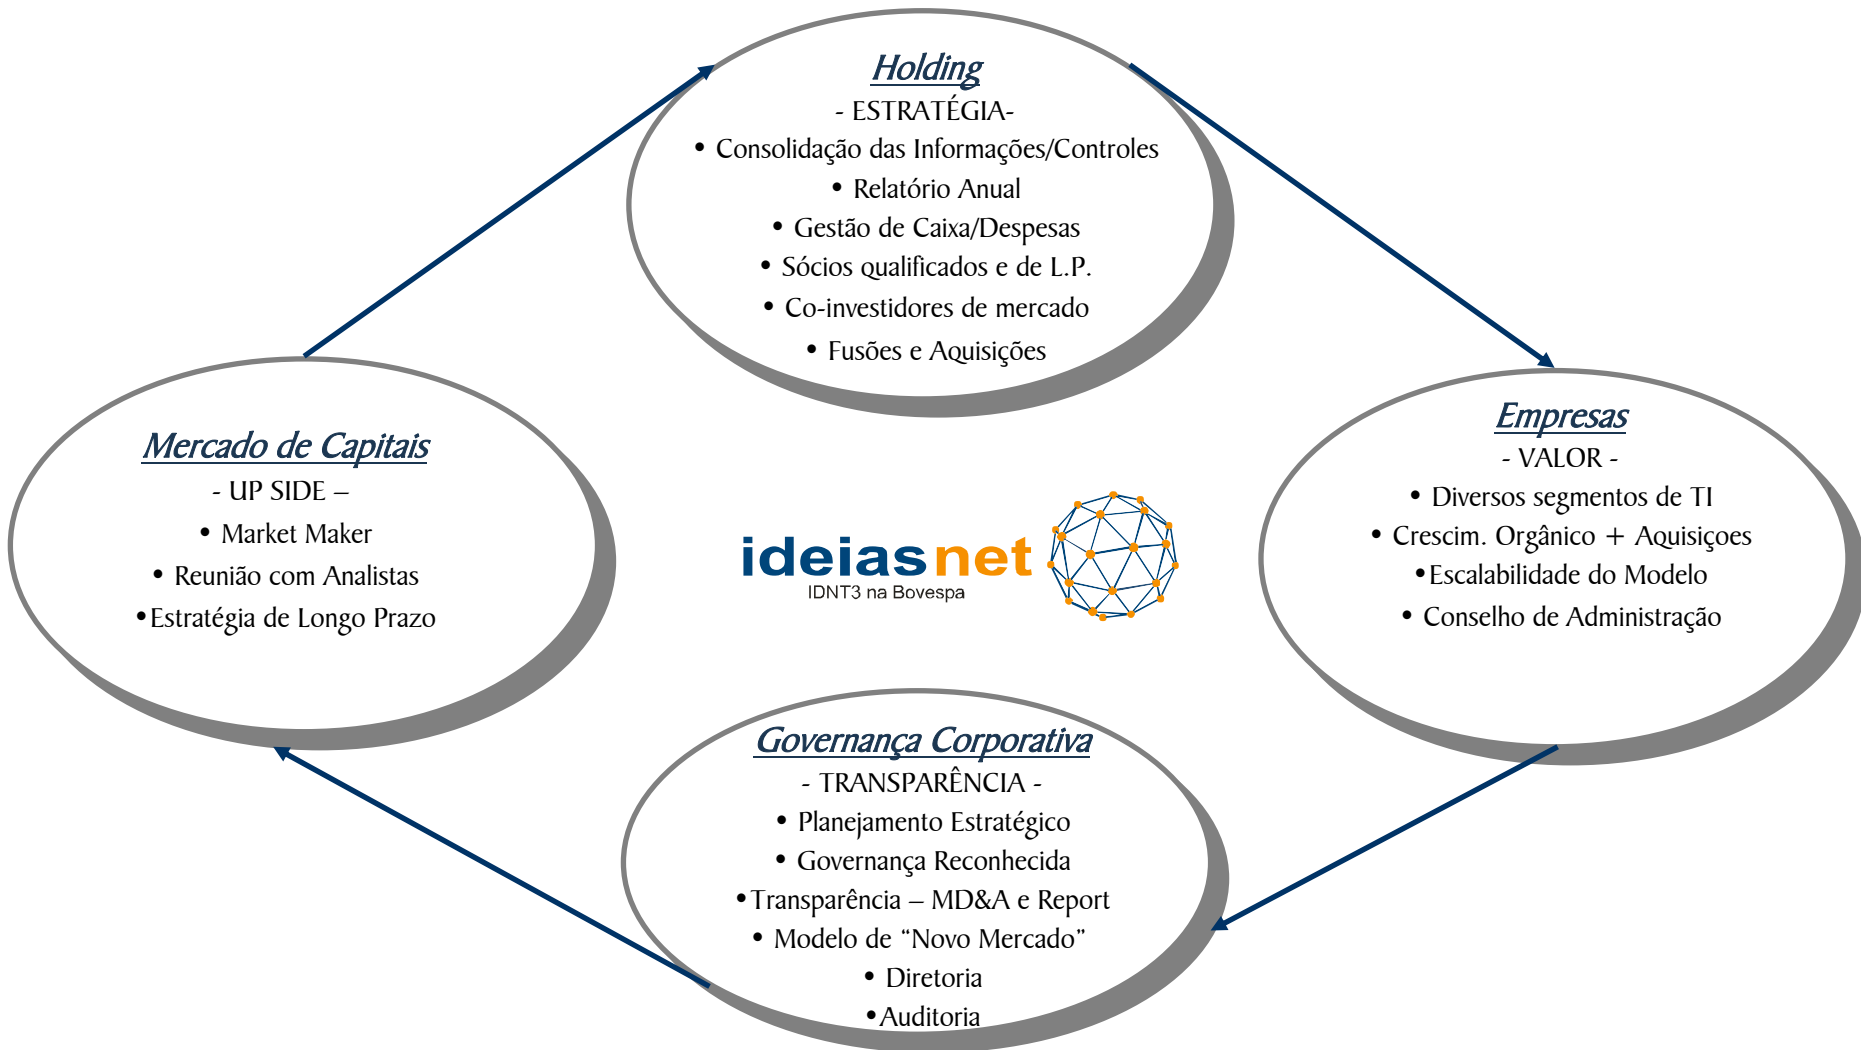 Holding
- ESTRATÉGIA-
• Consolidação das Informações/Controles
• Relatório Anual
• Gestão de Caixa/Despesas
• Sócios qualificados e de L.P.
• Co-investidores de mercado
• Fusões e Aquisições
Mercado de Capitais
- UP SIDE –
• Market Maker
• Reunião com Analistas
•Estratégia de Longo Prazo
ideiasnet
IDNT3 na Bovespa
Empresas
- VALOR -
• Diversos segmentos de TI
• Crescim. Orgânico + Aquisiçoes
•Escalabilidade do Modelo
• Conselho de Administração
Governança Corporativa
- TRANSPARÊNCIA -
• Planejamento Estratégico
• Governança Reconhecida
•Transparência – MD&A e Report
• Modelo de “Novo Mercado”
• Diretoria
•Auditoria